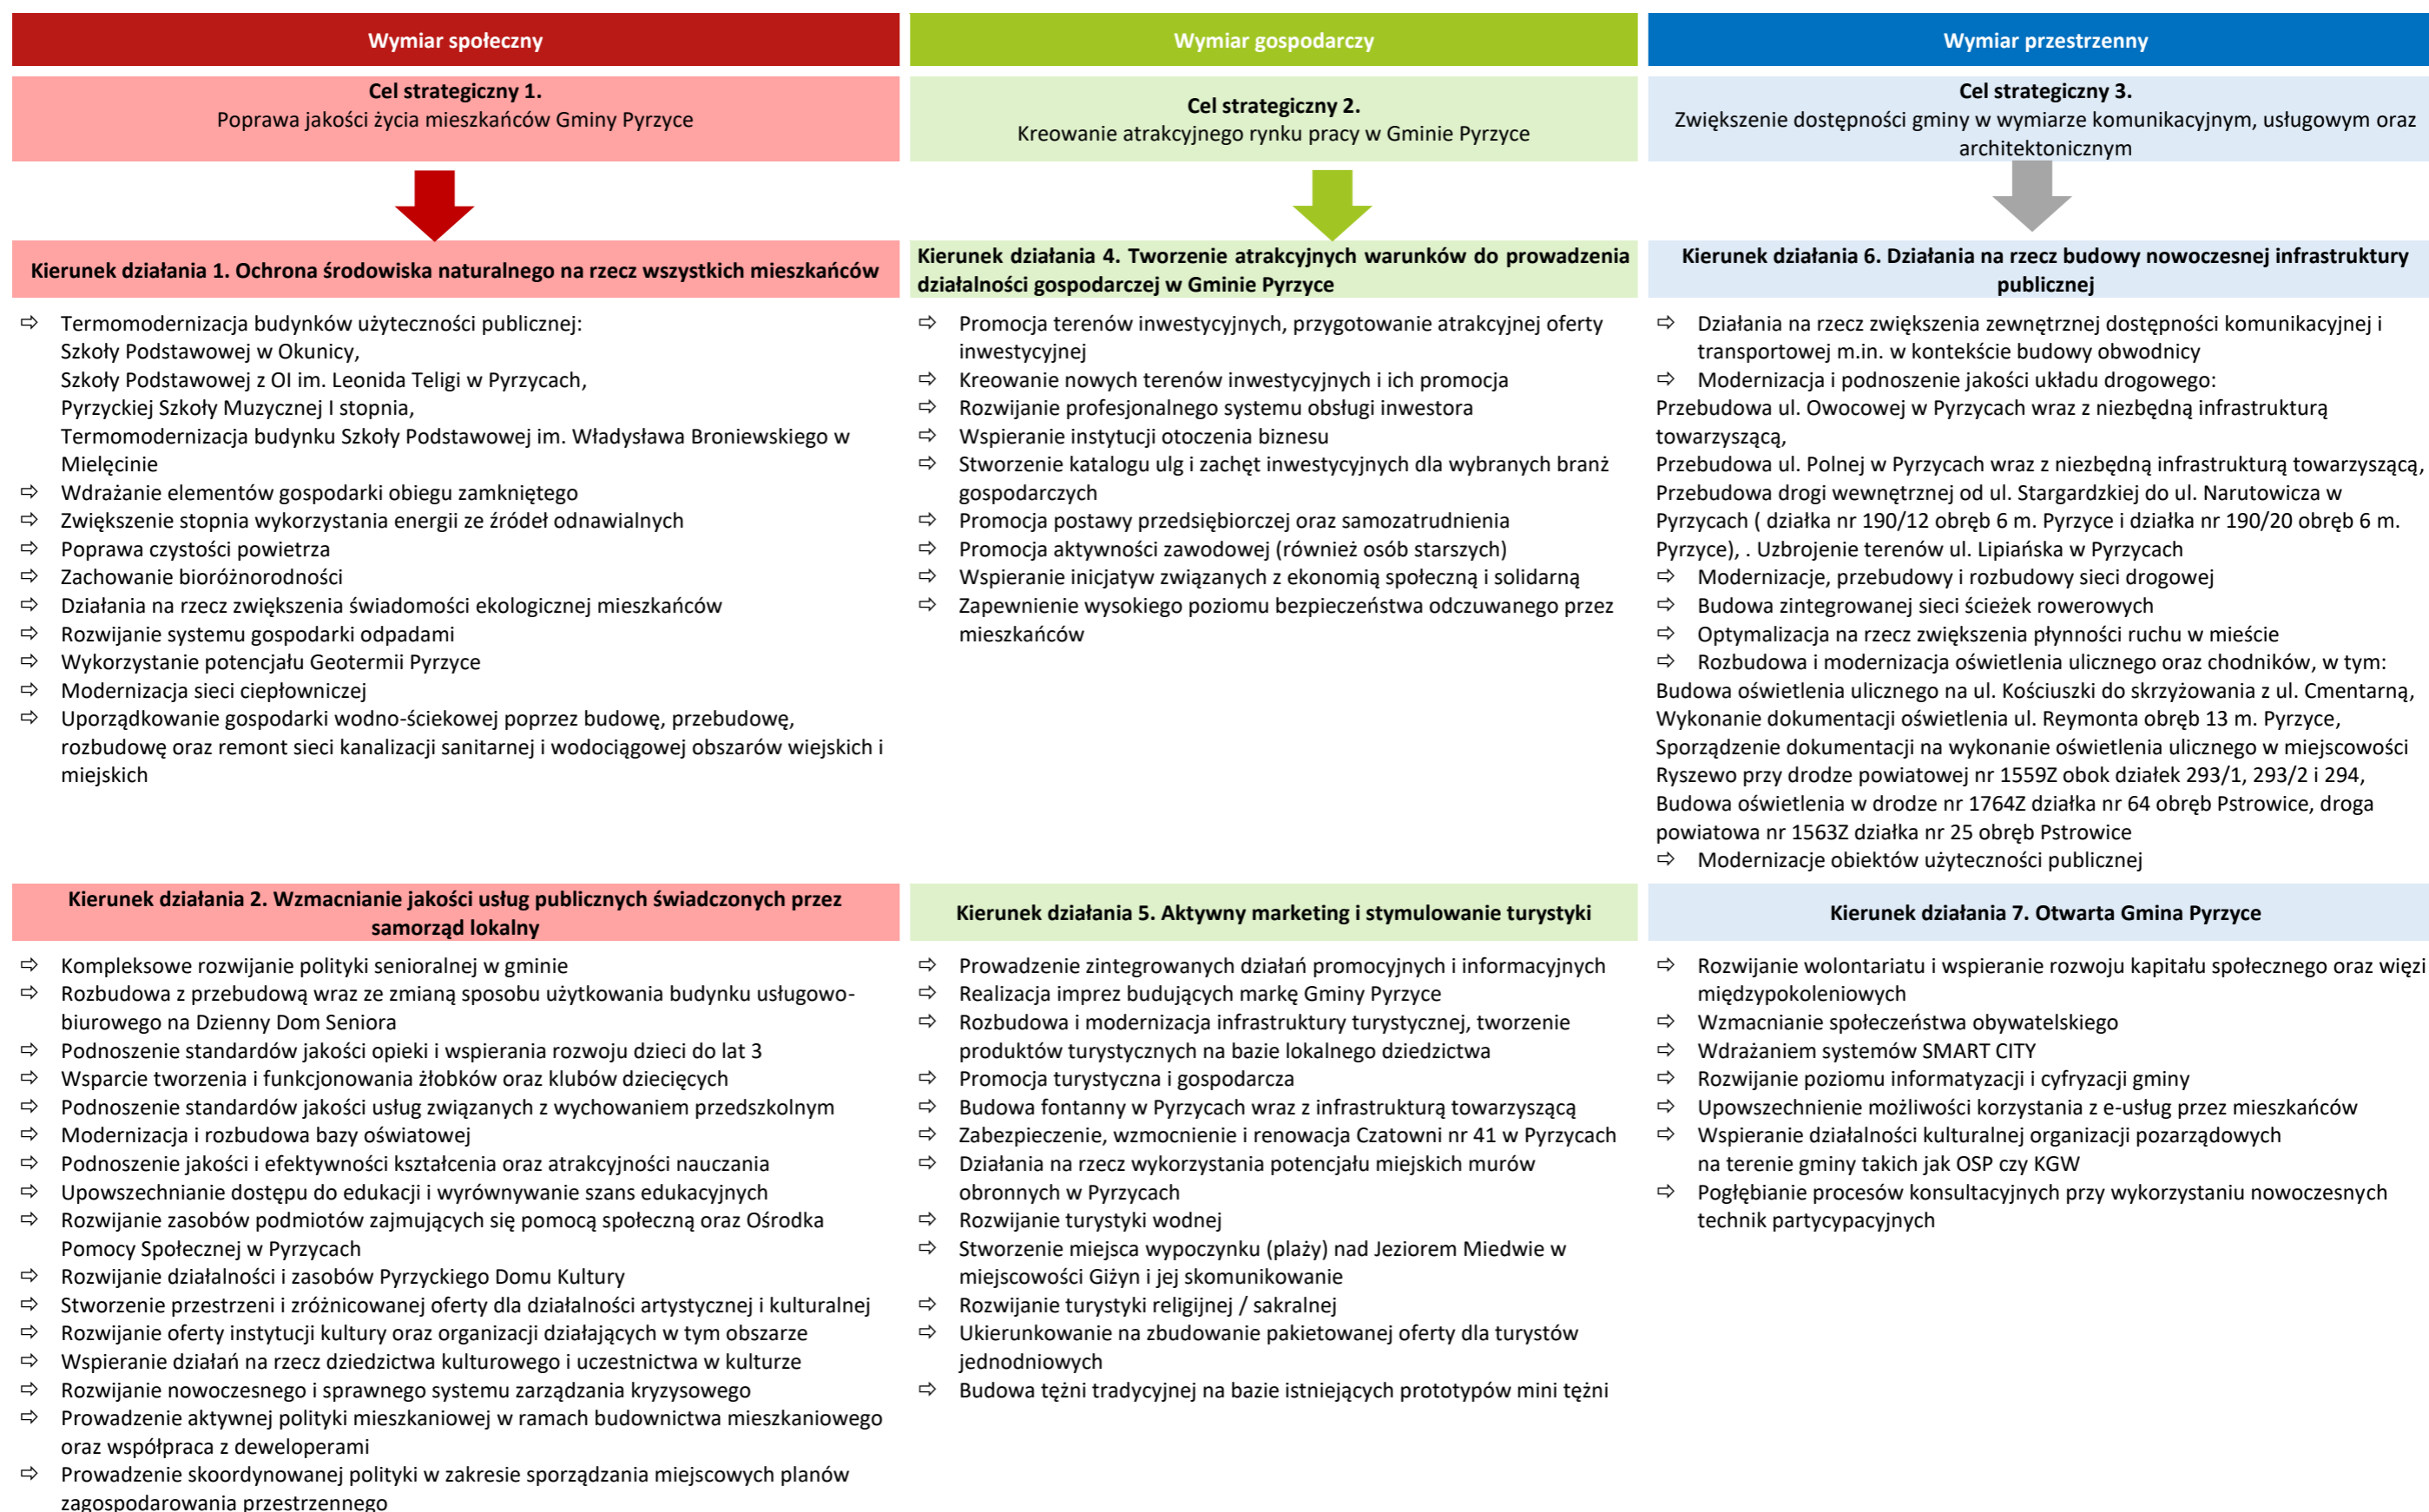 Wymiar społeczny
Cel strategiczny 1.
Poprawa jakości życia mieszkańców Gminy Pyrzyce
Kierunek działania 1. Ochrona środowiska naturalnego na rzecz wszystkich mieszkańców
⇨ Termomodernizacja budynków użyteczności publicznej:
Szkoły Podstawowej w Okunicy,
Szkoły Podstawowej z OI im. Leonida Teligi w Pyrzycach,
Pyrzyckiej Szkoły Muzycznej I stopnia,
Termomodernizacja budynku Szkoły Podstawowej im. Władysława Broniewskiego w
Mielęcinie
⇨ Wdrażanie elementów gospodarki obiegu zamkniętego
⇨ Zwiększenie stopnia wykorzystania energii ze źródeł odnawialnych
⇨ Poprawa czystości powietrza
⇨ Zachowanie bioróżnorodności
⇨ Działania na rzecz zwiększenia świadomości ekologicznej mieszkańców
⇨ Rozwijanie systemu gospodarki odpadami
⇨ Wykorzystanie potencjału Geotermii Pyrzyce
⇨ Modernizacja sieci ciepłowniczej
⇨ Uporządkowanie gospodarki wodno-ściekowej poprzez budowę, przebudowę,
rozbudowę oraz remont sieci kanalizacji sanitarnej i wodociągowej obszarów wiejskich i
miejskich
Kierunek działania 2. Wzmacnianie jakości usług publicznych świadczonych przez
samorząd lokalny
⇨ Kompleksowe rozwijanie polityki senioralnej w gminie
⇨ Rozbudowa z przebudową wraz ze zmianą sposobu użytkowania budynku usługowo-
biurowego na Dzienny Dom Seniora
⇨ Podnoszenie standardów jakości opieki i wspierania rozwoju dzieci do lat 3
⇨ Wsparcie tworzenia i funkcjonowania żłobków oraz klubów dziecięcych
⇨ Podnoszenie standardów jakości usług związanych z wychowaniem przedszkolnym
⇨ Modernizacja i rozbudowa bazy oświatowej
⇨ Podnoszenie jakości i efektywności kształcenia oraz atrakcyjności nauczania
⇨ Upowszechnianie dostępu do edukacji i wyrównywanie szans edukacyjnych
⇨ Rozwijanie zasobów podmiotów zajmujących się pomocą społeczną oraz Ośrodka
Pomocy Społecznej w Pyrzycach
⇨ Rozwijanie działalności i zasobów Pyrzyckiego Domu Kultury
⇨ Stworzenie przestrzeni i zróżnicowanej oferty dla działalności artystycznej i kulturalnej
⇨ Rozwijanie oferty instytucji kultury oraz organizacji działających w tym obszarze
⇨ Wspieranie działań na rzecz dziedzictwa kulturowego i uczestnictwa w kulturze
⇨ Rozwijanie nowoczesnego i sprawnego systemu zarządzania kryzysowego
⇨ Prowadzenie aktywnej polityki mieszkaniowej w ramach budownictwa mieszkaniowego
oraz współpraca z deweloperami
⇨ Prowadzenie skoordynowanej polityki w zakresie sporządzania miejscowych planów
zagospodarowania przestrzennego
Wymiar gospodarczy
Cel strategiczny 2.
Kreowanie atrakcyjnego rynku pracy w Gminie Pyrzyce
Kierunek działania 4. Tworzenie atrakcyjnych warunków do prowadzenia
działalności gospodarczej w Gminie Pyrzyce
⇨ Promocja terenów inwestycyjnych, przygotowanie atrakcyjnej oferty
inwestycyjnej
⇨ Kreowanie nowych terenów inwestycyjnych i ich promocja
⇨ Rozwijanie profesjonalnego systemu obsługi inwestora
⇨ Wspieranie instytucji otoczenia biznesu
⇨ Stworzenie katalogu ulg i zachęt inwestycyjnych dla wybranych branż
gospodarczych
⇨ Promocja postawy przedsiębiorczej oraz samozatrudnienia
⇨ Promocja aktywności zawodowej (również osób starszych)
⇨ Wspieranie inicjatyw związanych z ekonomią społeczną i solidarną
⇨ Zapewnienie wysokiego poziomu bezpieczeństwa odczuwanego przez
mieszkańców
Kierunek działania 5. Aktywny marketing i stymulowanie turystyki
⇨ Prowadzenie zintegrowanych działań promocyjnych i informacyjnych
⇨ Realizacja imprez budujących markę Gminy Pyrzyce
⇨ Rozbudowa i modernizacja infrastruktury turystycznej, tworzenie
produktów turystycznych na bazie lokalnego dziedzictwa
⇨ Promocja turystyczna i gospodarcza
⇨ Budowa fontanny w Pyrzycach wraz z infrastrukturą towarzyszącą
⇨ Zabezpieczenie, wzmocnienie i renowacja Czatowni nr 41 w Pyrzycach
⇨ Działania na rzecz wykorzystania potencjału miejskich murów
obronnych w Pyrzycach
⇨ Rozwijanie turystyki wodnej
⇨ Stworzenie miejsca wypoczynku (plaży) nad Jeziorem Miedwie w
miejscowości Giżyn i jej skomunikowanie
⇨ Rozwijanie turystyki religijnej / sakralnej
⇨ Ukierunkowanie na zbudowanie pakietowanej oferty dla turystów
jednodniowych
⇨ Budowa tężni tradycyjnej na bazie istniejących prototypów mini tężni
Wymiar przestrzenny
Cel strategiczny 3.
Zwiększenie dostępności gminy w wymiarze komunikacyjnym, usługowym oraz
architektonicznym
Kierunek działania 6. Działania na rzecz budowy nowoczesnej infrastruktury
publicznej
⇨ Działania na rzecz zwiększenia zewnętrznej dostępności komunikacyjnej i
transportowej m.in. w kontekście budowy obwodnicy
⇨ Modernizacja i podnoszenie jakości układu drogowego:
Przebudowa ul. Owocowej w Pyrzycach wraz z niezbędną infrastrukturą
towarzyszącą,
Przebudowa ul. Polnej w Pyrzycach wraz z niezbędną infrastrukturą towarzyszącą,
Przebudowa drogi wewnętrznej od ul. Stargardzkiej do ul. Narutowicza w
Pyrzycach ( działka nr 190/12 obręb 6 m. Pyrzyce i działka nr 190/20 obręb 6 m.
Pyrzyce), . Uzbrojenie terenów ul. Lipiańska w Pyrzycach
⇨ Modernizacje, przebudowy i rozbudowy sieci drogowej
⇨ Budowa zintegrowanej sieci ścieżek rowerowych
⇨ Optymalizacja na rzecz zwiększenia płynności ruchu w mieście
⇨ Rozbudowa i modernizacja oświetlenia ulicznego oraz chodników, w tym:
Budowa oświetlenia ulicznego na ul. Kościuszki do skrzyżowania z ul. Cmentarną,
Wykonanie dokumentacji oświetlenia ul. Reymonta obręb 13 m. Pyrzyce,
Sporządzenie dokumentacji na wykonanie oświetlenia ulicznego w miejscowości
Ryszewo przy drodze powiatowej nr 1559Z obok działek 293/1, 293/2 i 294,
Budowa oświetlenia w drodze nr 1764Z działka nr 64 obręb Pstrowice, droga
powiatowa nr 1563Z działka nr 25 obręb Pstrowice
⇨ Modernizacje obiektów użyteczności publicznej
Kierunek działania 7. Otwarta Gmina Pyrzyce
⇨ Rozwijanie wolontariatu i wspieranie rozwoju kapitału społecznego oraz więzi
międzypokoleniowych
⇨ Wzmacnianie społeczeństwa obywatelskiego
⇨ Wdrażaniem systemów SMART CITY
⇨ Rozwijanie poziomu informatyzacji i cyfryzacji gminy
⇨ Upowszechnienie możliwości korzystania z e-usług przez mieszkańców
⇨ Wspieranie działalności kulturalnej organizacji pozarządowych
na terenie gminy takich jak OSP czy KGW
⇨ Pogłębianie procesów konsultacyjnych przy wykorzystaniu nowoczesnych
technik partycypacyjnych